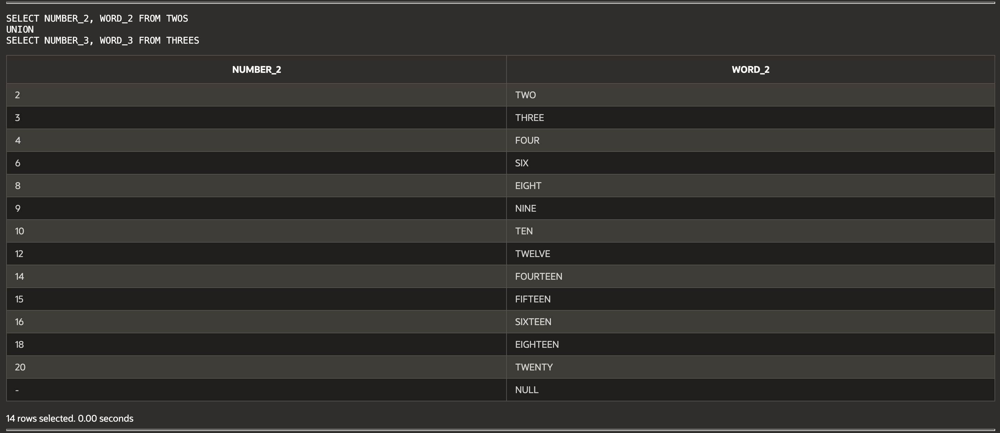 SELECT NUMBER_2, WORD_2 FROM TWOS
UNION
SELECT NUMBER_3, WORD_3 FROM THREES
NUMBER_2 WORD_2
2 TWO
3 THREE
4 FOUR
6 SIX
8 EIGHT
9 NINE
10 TEN
12 TWELVE
14 FOURTEEN
15 FIFTEEN
16 SIXTEEN
18 EIGHTEEN
20 TWENTY
- NULL
14 rows selected. 0.00 seconds